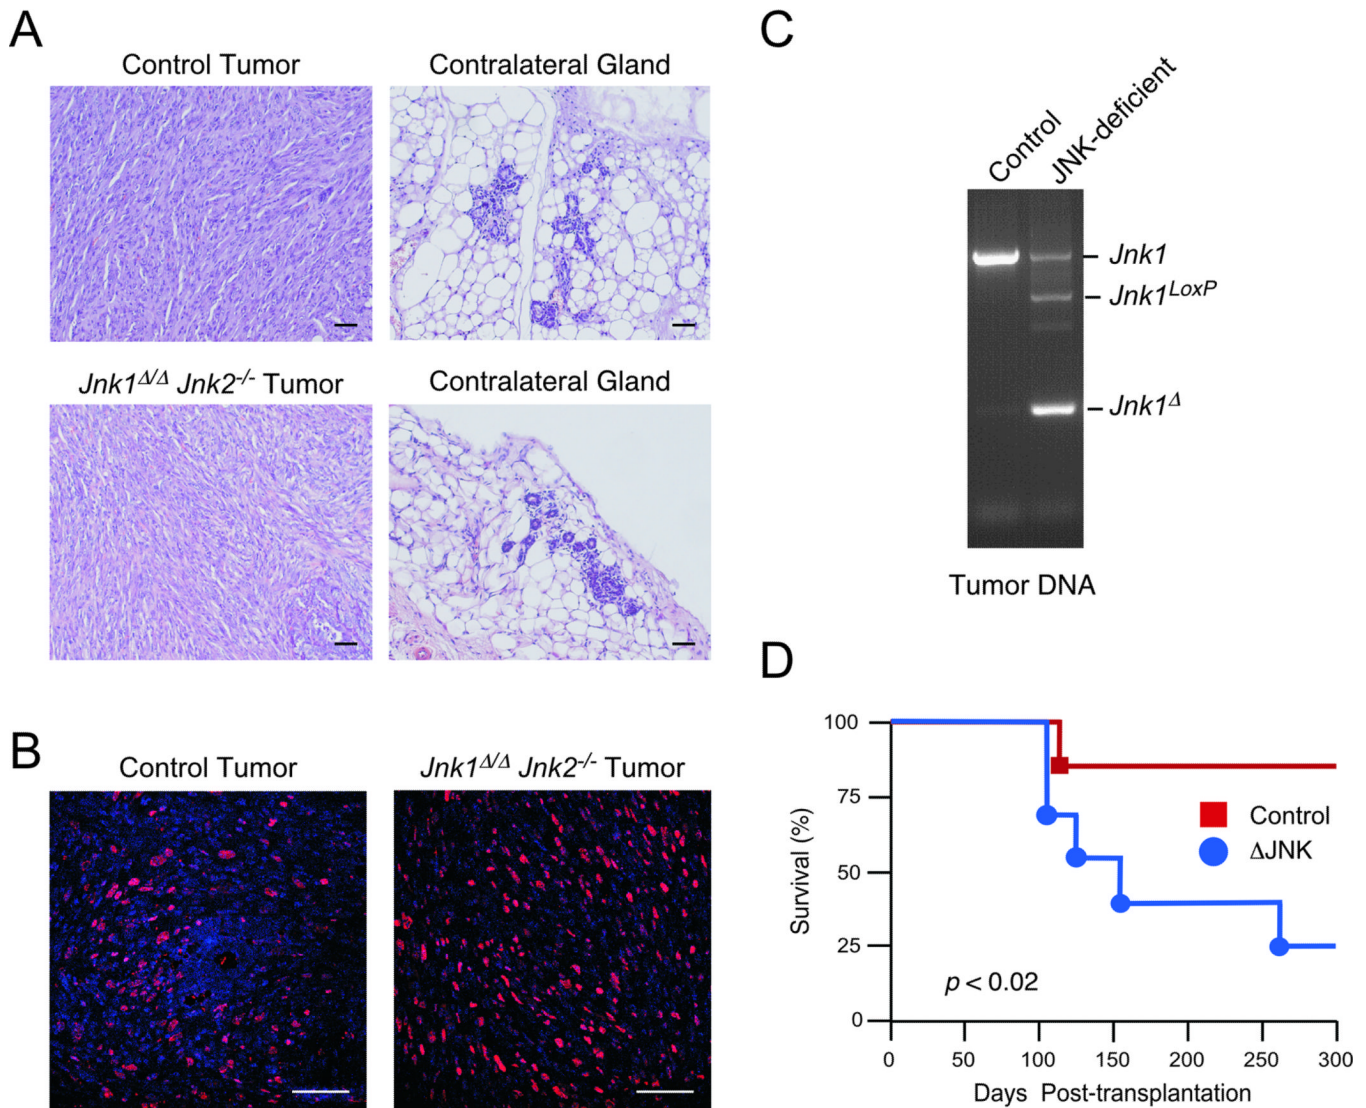 A
Control Tumor
Contralateral Gland
Jnk1Δ/Δ Jnk2-/- Tumor
Contralateral Gland
B
Control Tumor
Jnk1Δ/Δ Jnk2-/- Tumor
C
Control
JNK-deficient
Jnk1
Jnk1LoxP
Jnk1Δ
Tumor DNA
D
Survival (%)
100
75
50
25
0
Control
ΔJNK
p < 0.02
0 50 100 150 200 250 300
Days Post-transplantation